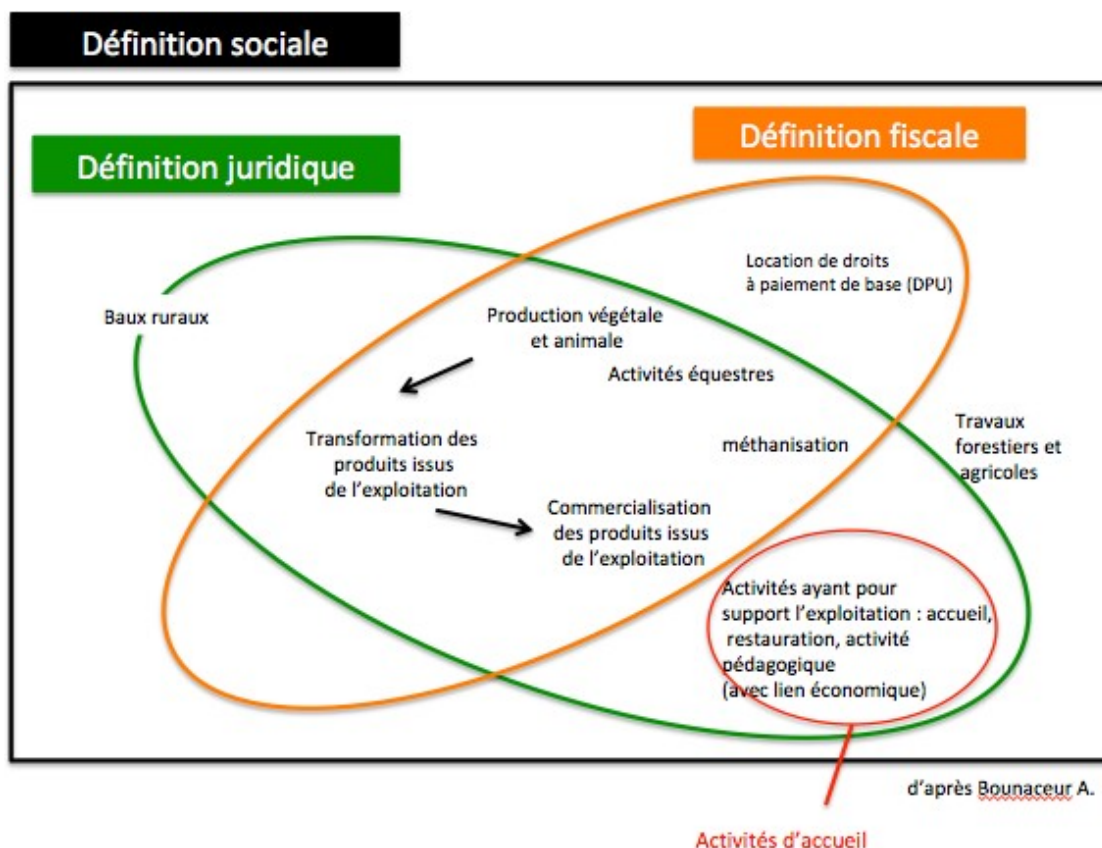 Définition sociale
Définition fiscale
Définition juridique
Location de droits
à paiement de base (DPU)
Baux ruraux
Production végétale
et animale
Activités équestres
Travaux
forestiers et
agricoles
Transformation des
produits issus
de l'exploitation
méthanisation
Commercialisation
des produits issus
de l'exploitation
Activités ayant pour
support l'exploitation : accueil,
restauration, activité
pédagogique
(avec lien économique)
d'après Bounaceur A.
Activités d'accueil